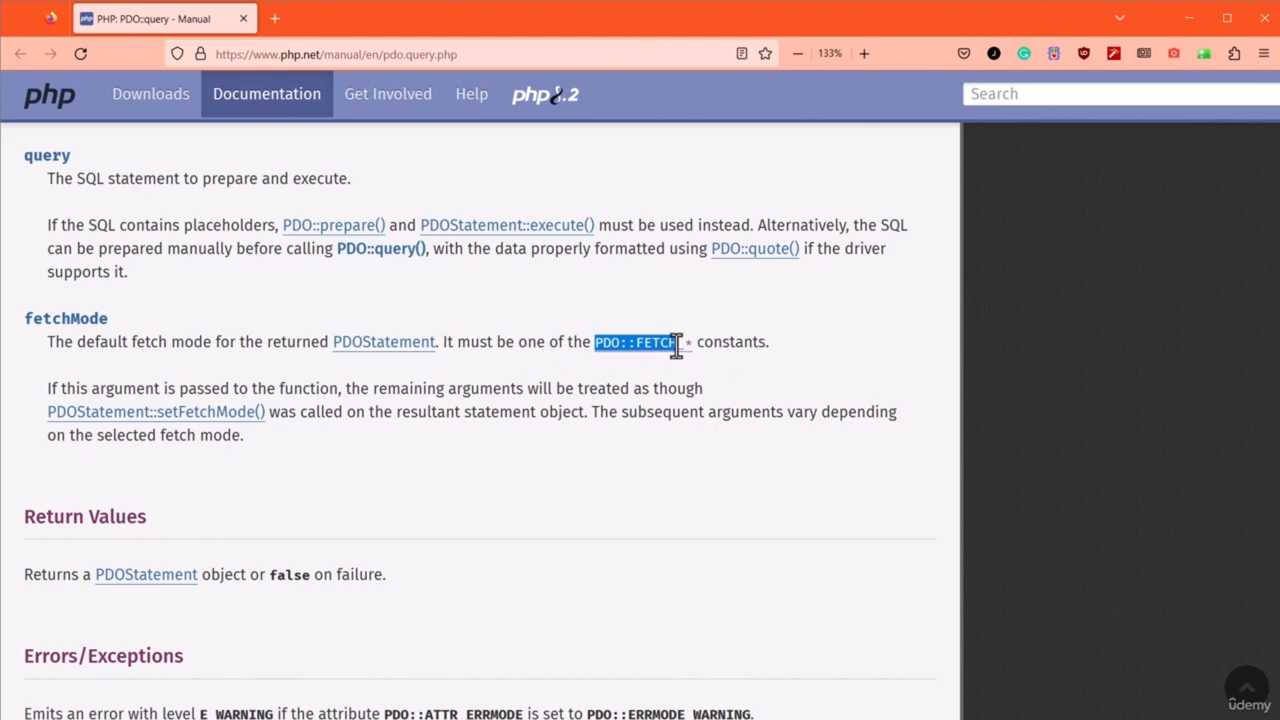 PHP: PDO::query - Manual
https://www.php.net/manual/en/pdo.query.php
133%
php
Downloads
Documentation
Get Involved
Help
php8.2
Search
query
The SQL statement to prepare and execute.
If the SQL contains placeholders, PDO::prepare() and PDOStatement::execute() must be used instead. Alternatively, the SQL
can be prepared manually before calling PDO::query(), with the data properly formatted using PDO::quote() if the driver
supports it.
fetchMode
The default fetch mode for the returned PDOStatement. It must be one of the PDO::FETCH_* constants.
If this argument is passed to the function, the remaining arguments will be treated as though
PDOStatement::setFetchMode() was called on the resultant statement object. The subsequent arguments vary depending
on the selected fetch mode.
Return Values
Returns a PDOStatement object or false on failure.
Errors/Exceptions
Emits an error with level E_WARNING if the attribute PDO::ATTR_ERRMODE is set to PDO::ERRMODE_WARNING.
udemy